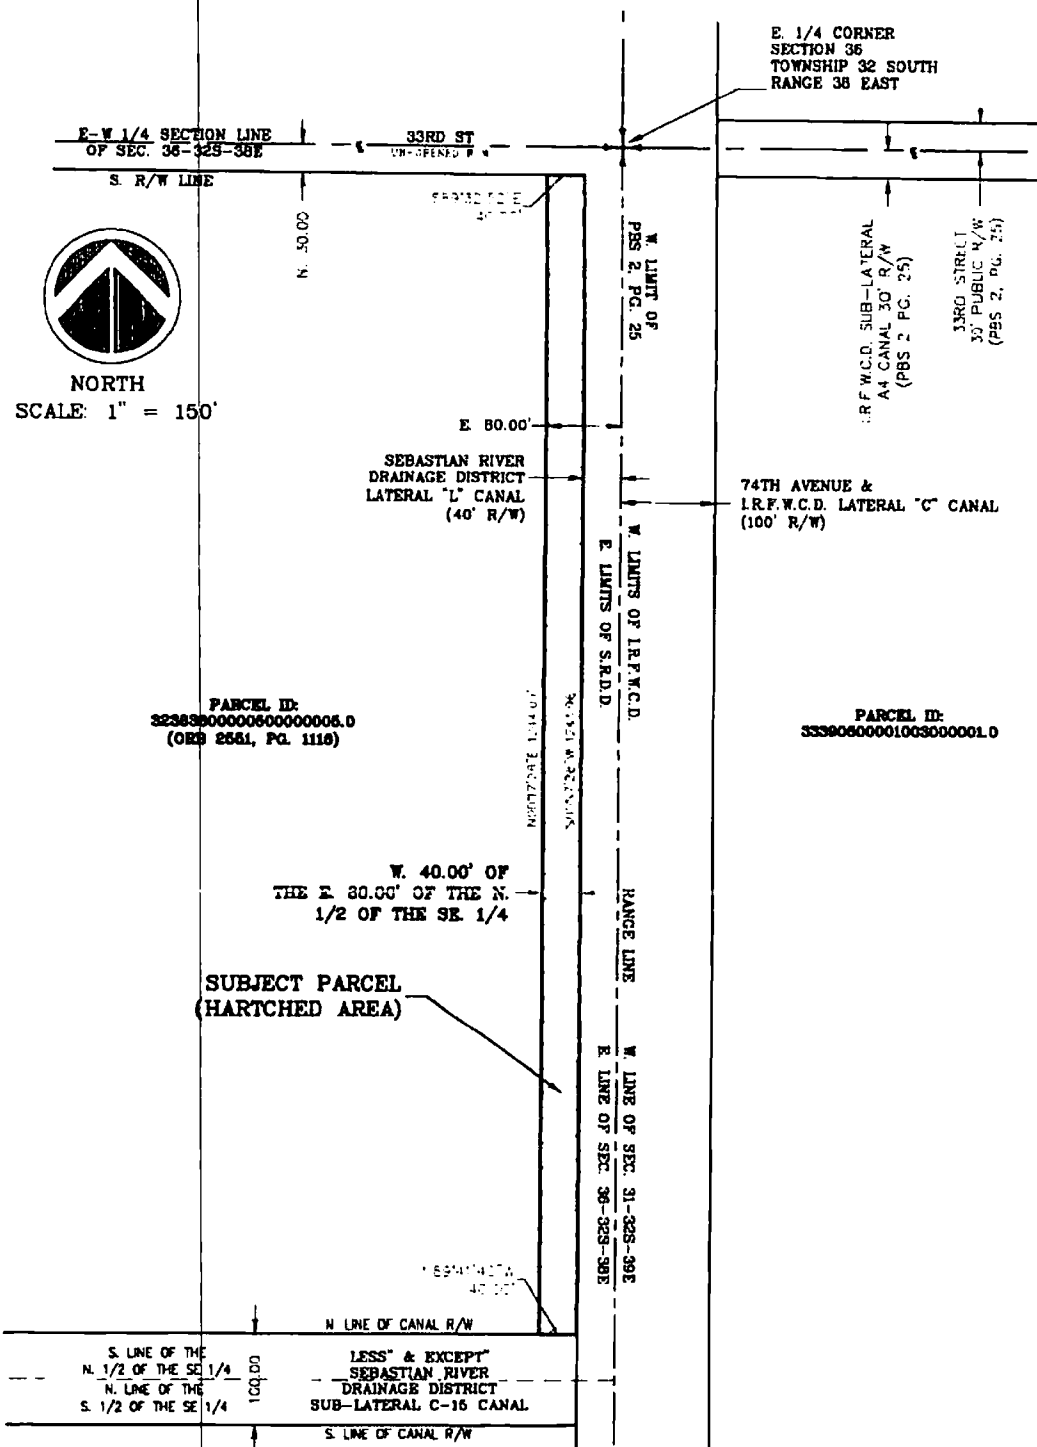 E. 1/4 CORNER
SECTION 36
TOWNSHIP 32 SOUTH
RANGE 38 EAST
E-W 1/4 SECTION LINE
OF SEC. 36-32S-38E
33RD ST
UN-OPENED R/W
S. R/W LINE
N. 30.00
40.00'
W. LIMIT OF
PBS 2, PG. 25
I.R.F.W.C.D. SUB-LATERAL
A4 CANAL 30' R/W
(PBS 2 PG. 25)
33RD STREET
30' PUBLIC R/W
(PBS 2, PG. 25)
NORTH
SCALE: 1" = 150'
E. 80.00'
SEBASTIAN RIVER
DRAINAGE DISTRICT
LATERAL "L" CANAL
(40' R/W)
74TH AVENUE &
I.R.F.W.C.D. LATERAL "C" CANAL
(100' R/W)
W. LIMITS OF I.R.F.W.C.D.
E. LIMITS OF S.R.D.D.
PARCEL ID:
(ORB 2551, PG. 1116)
PARCEL ID:
W. 40.00' OF
THE E. 80.00' OF THE N.
1/2 OF THE SE. 1/4
RANGE LINE
SUBJECT PARCEL
(HARTCHED AREA)
W. LINE OF SEC. 31-32S-39E
E. LINE OF SEC. 36-32S-38E
40.00'
N LINE OF CANAL R/W
S. LINE OF THE
N. 1/2 OF THE SE 1/4
N. LINE OF THE
S. 1/2 OF THE SE 1/4
100.00
LESS" & EXCEPT"
SEBASTIAN RIVER
DRAINAGE DISTRICT
SUB-LATERAL C-15 CANAL
S. LINE OF CANAL R/W